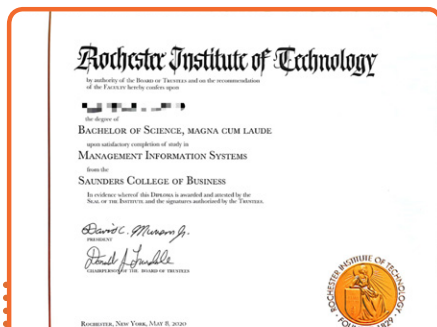 Rochester Institute of Technology
by authority of the Board of Trustees and on the recommendation
of the Faculty hereby confers upon
the degree of
Bachelor of Science, magna cum laude
upon satisfactory completion of study in
Management Information Systems
from the
Saunders College of Business
In evidence whereof this Diploma is awarded and attested by the
Seal of the Institute and the signatures authorized by the Trustees.
David C. Munson Jr.
PRESIDENT
CHAIRPERSON OF THE BOARD OF TRUSTEES
ROCHESTER INSTITUTE OF TECHNOLOGY
Rochester, New York, May 8, 2020